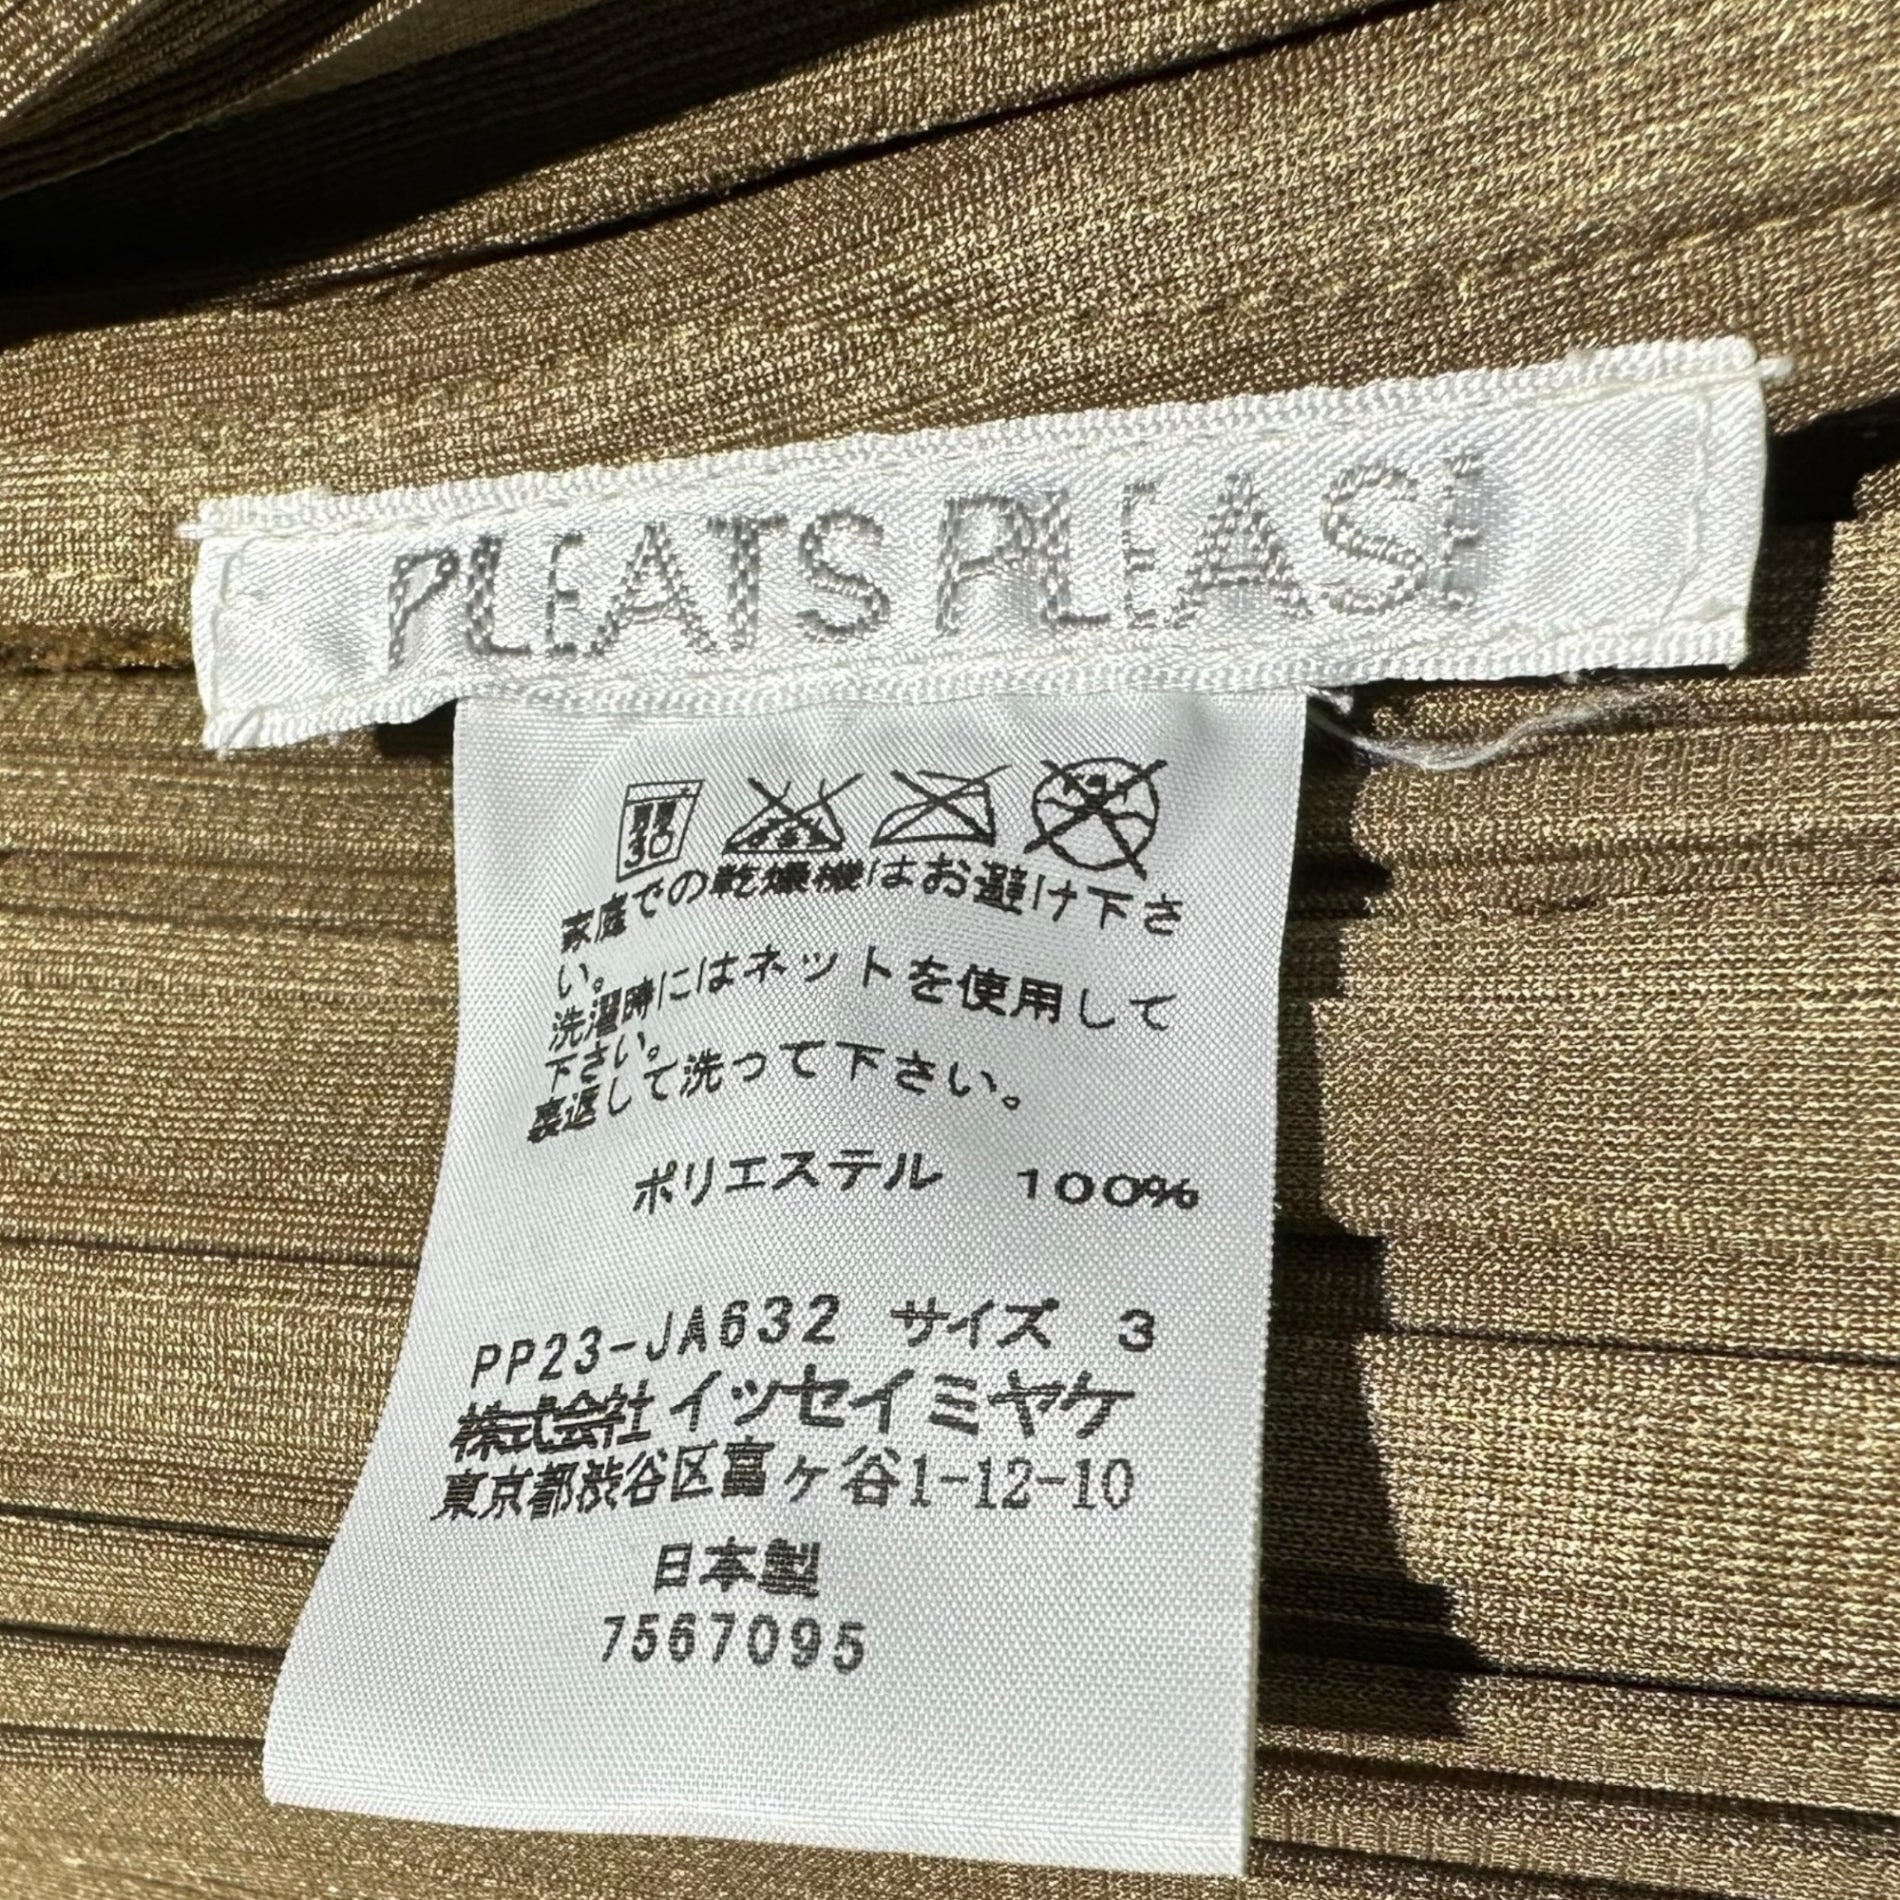 PLEATS PLEASE
30
家庭での乾燥機はお避け下さ
い。
洗濯時にはネットを使用して
下さい。
裏返して洗って下さい。
ポリエステル 100%
PP23-JA632 サイズ 3
株式会社イッセイミヤケ
東京都渋谷区富ヶ谷1-12-10
日本製
7567095